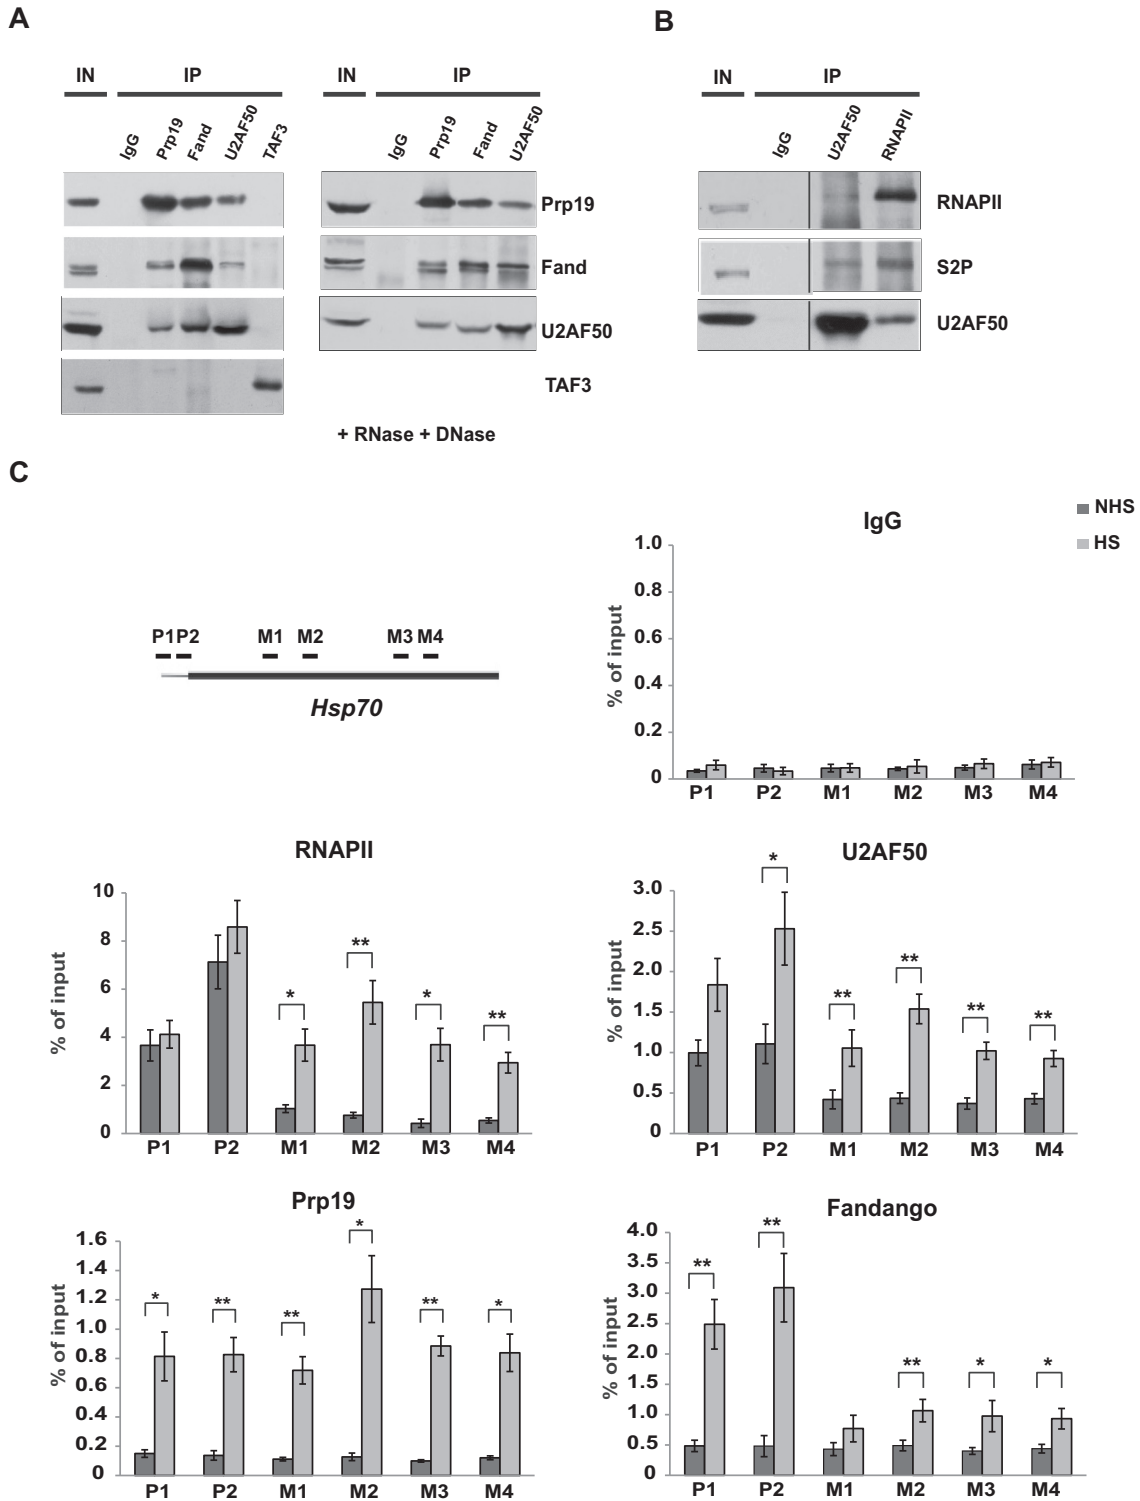 A
B
IN IP
IgG Prp19 Fand U2AF50 TAF3
IN IP
IgG Prp19 Fand U2AF50
Prp19
Fand
U2AF50
TAF3
+ RNase + DNase
IN IP
IgG U2AF50 RNAPII
RNAPII
S2P
U2AF50
C
P1 P2 M1 M2 M3 M4
Hsp70
IgG
NHS
HS
% of input
1.0
0.8
0.6
0.4
0.2
0
P1 P2 M1 M2 M3 M4
RNAPII
% of input
10
8
6
4
2
0
* ** * **
P1 P2 M1 M2 M3 M4
U2AF50
% of input
3.0
2.5
2.0
1.5
1.0
0.5
0
* ** ** ** **
P1 P2 M1 M2 M3 M4
Prp19
% of input
1.6
1.4
1.2
1.0
0.8
0.6
0.4
0.2
0
* ** ** * ** *
P1 P2 M1 M2 M3 M4
Fandango
% of input
4.0
3.5
3.0
2.5
2.0
1.5
1.0
0.5
0
** ** ** * *
P1 P2 M1 M2 M3 M4